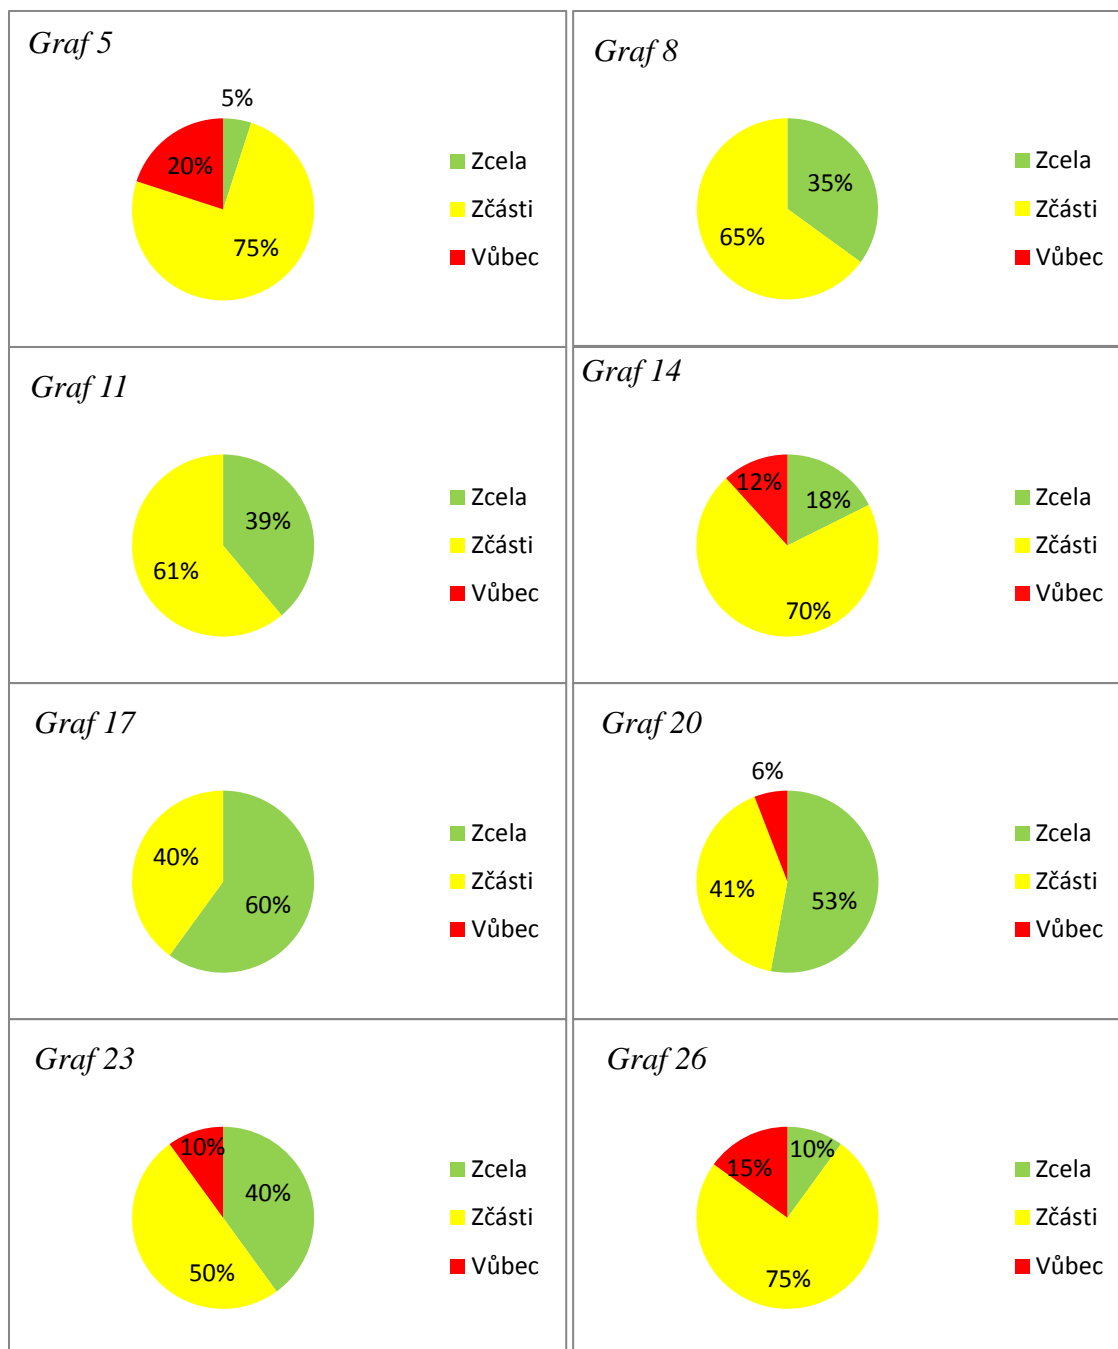 Graf 5
5%
20%
75%
Zcela
Zčásti
Vůbec
Graf 8
35%
65%
Zcela
Zčásti
Vůbec
Graf 11
39%
61%
Zcela
Zčásti
Vůbec
Graf 14
12%
18%
70%
Zcela
Zčásti
Vůbec
Graf 17
40%
60%
Zcela
Zčásti
Vůbec
Graf 20
6%
41%
53%
Zcela
Zčásti
Vůbec
Graf 23
10%
40%
50%
Zcela
Zčásti
Vůbec
Graf 26
10%
15%
75%
Zcela
Zčásti
Vůbec